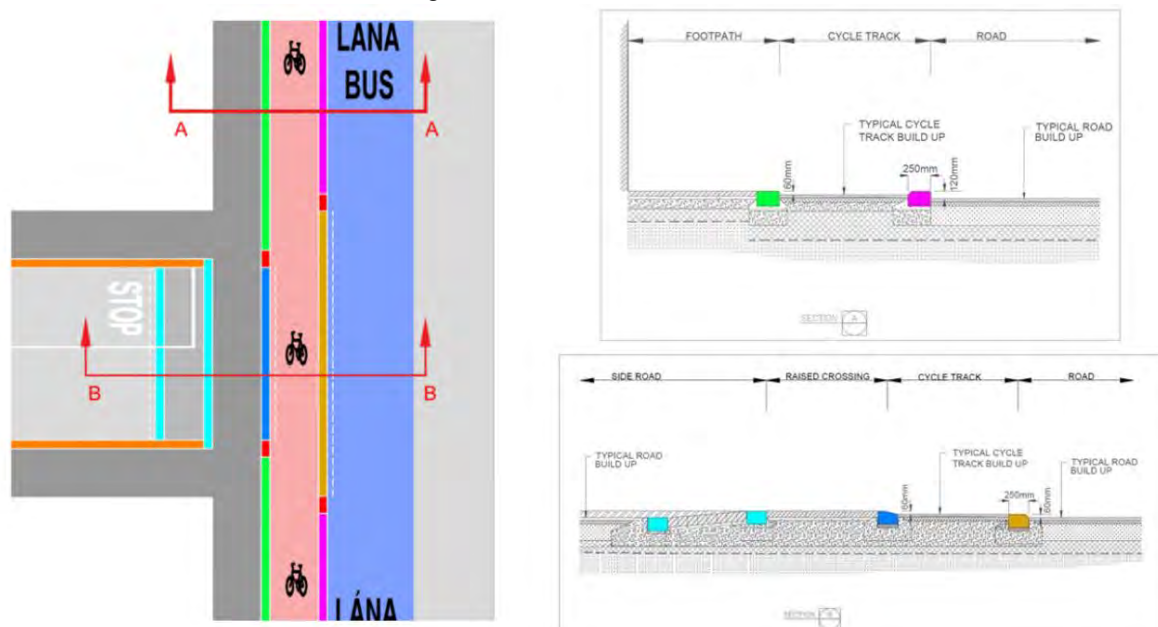 LANA
BUS
A
A
STOP
B
B
LÁNA
FOOTPATH
CYCLE TRACK
ROAD
TYPICAL CYCLE
TRACK BUILD UP
TYPICAL ROAD
BUILD UP
250mm
60mm
120mm
SECTION A
SIDE ROAD
RAISED CROSSING
CYCLE TRACK
ROAD
TYPICAL ROAD
BUILD UP
TYPICAL CYCLE
TRACK BUILD UP
TYPICAL ROAD
BUILD UP
60mm
250mm
60mm
SECTION B